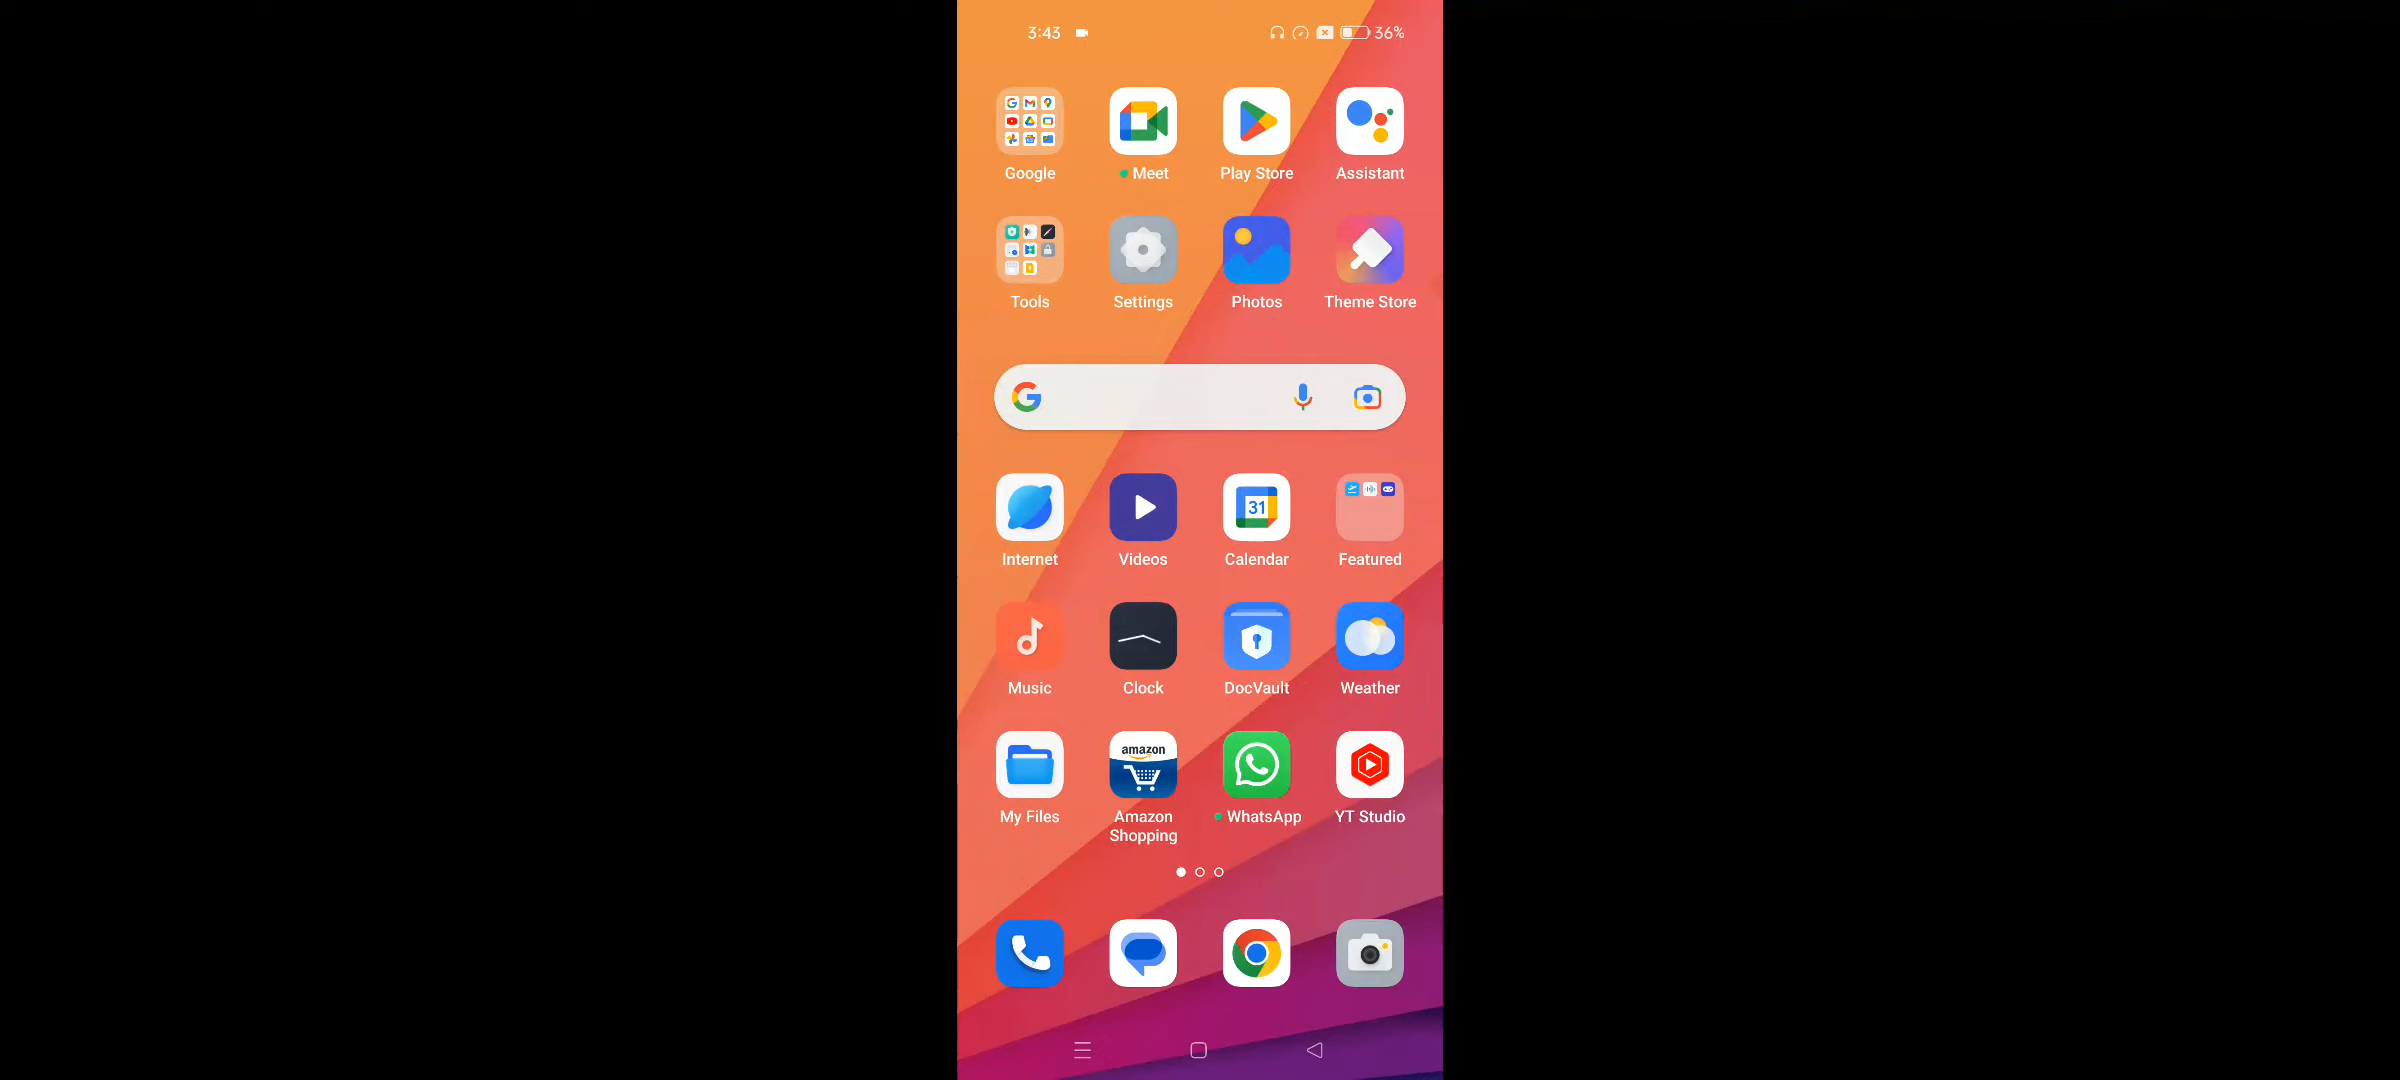 3:43 36%
Google Meet Play Store Assistant
Tools Settings Photos Theme Store
31
Internet Videos Calendar Featured
Music Clock DocVault Weather
amazon
My Files Amazon Shopping WhatsApp YT Studio